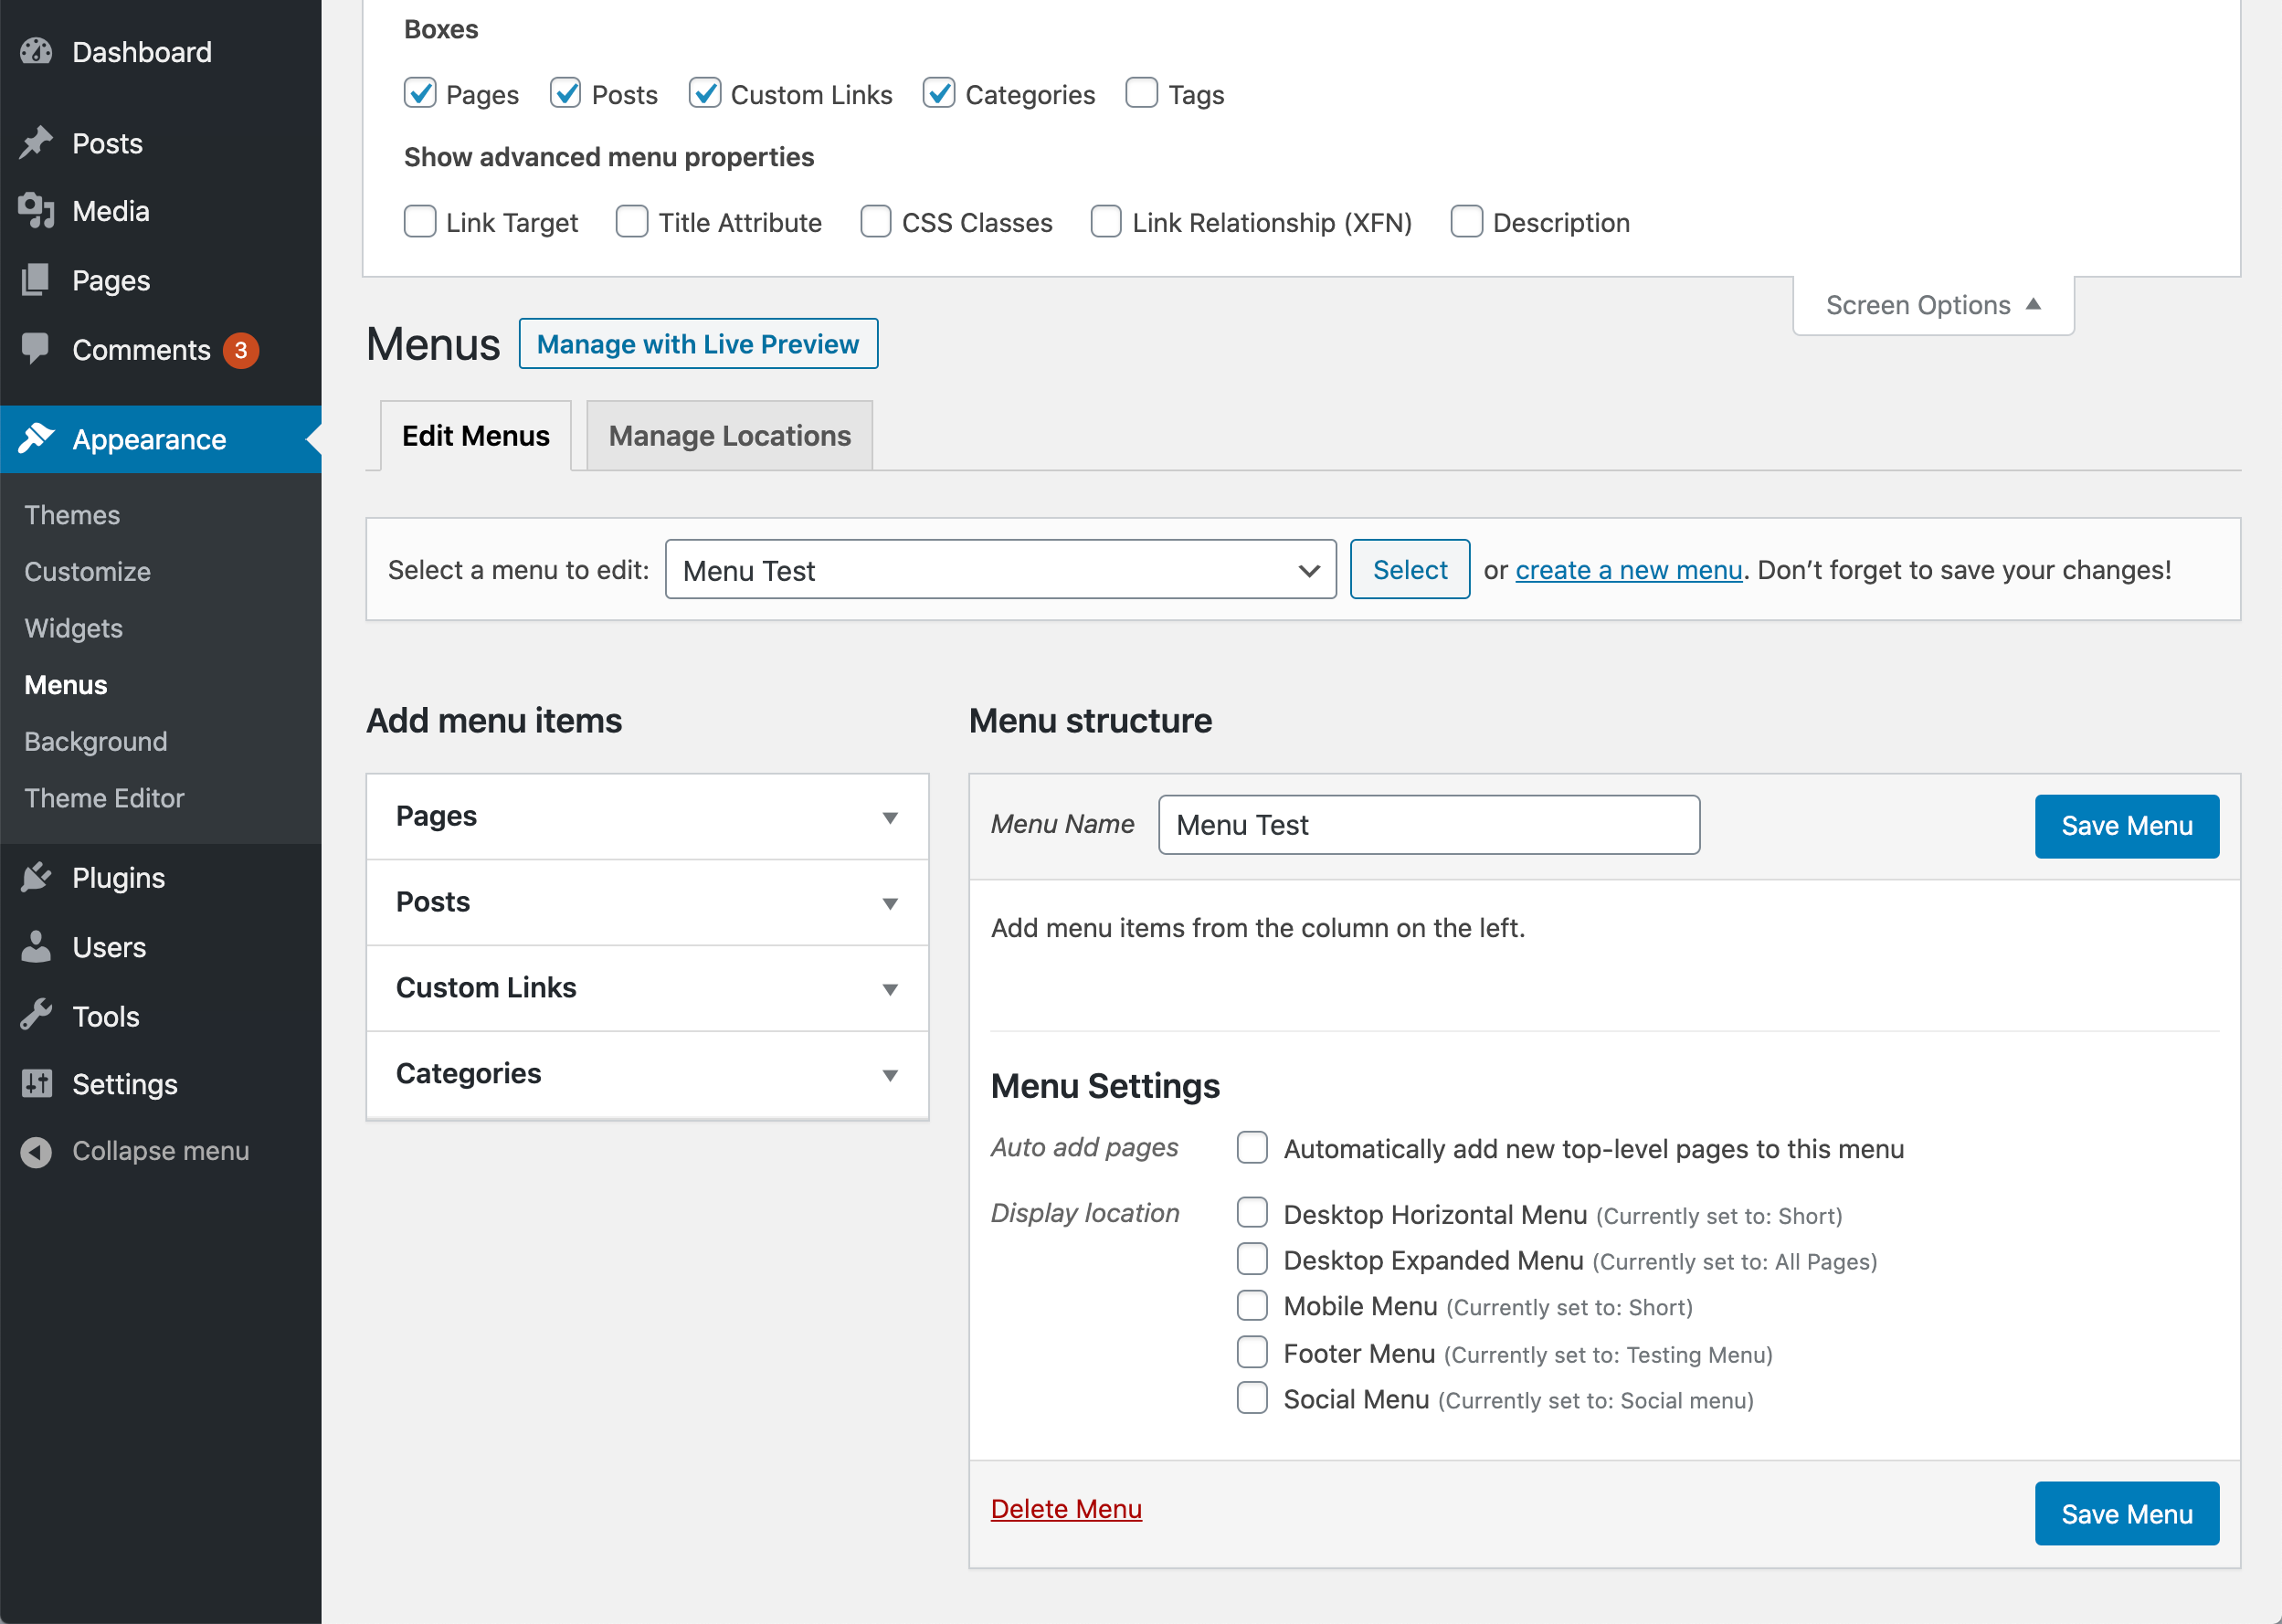 Dashboard
Posts
Media
Pages
Comments 3
Appearance
Themes
Customize
Widgets
Menus
Background
Theme Editor
Plugins
Users
Tools
Settings
Collapse menu
Boxes
Pages Posts Custom Links Categories Tags
Show advanced menu properties
Link Target Title Attribute CSS Classes Link Relationship (XFN) Description
Screen Options
Menus Manage with Live Preview
Edit Menus Manage Locations
Select a menu to edit: Menu Test Select or create a new menu. Don’t forget to save your changes!
Add menu items
Pages
Posts
Custom Links
Categories
Menu structure
Menu Name Menu Test Save Menu
Add menu items from the column on the left.
Menu Settings
Auto add pages Automatically add new top-level pages to this menu
Display location Desktop Horizontal Menu (Currently set to: Short)
Desktop Expanded Menu (Currently set to: All Pages)
Mobile Menu (Currently set to: Short)
Footer Menu (Currently set to: Testing Menu)
Social Menu (Currently set to: Social menu)
Delete Menu Save Menu